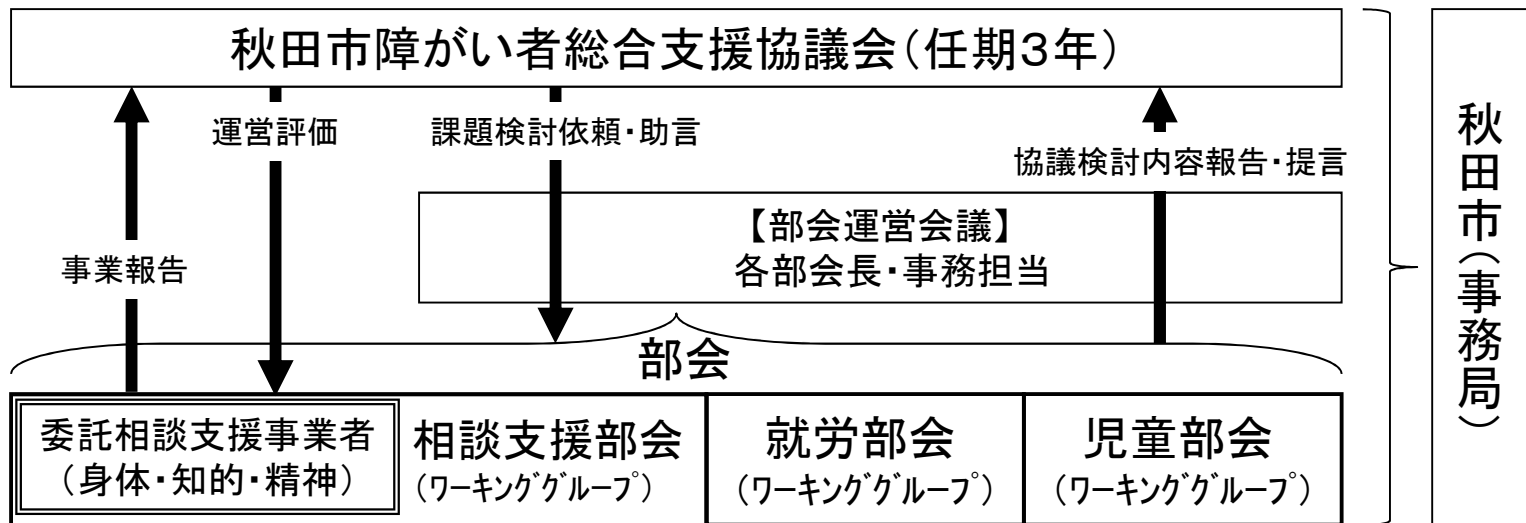 秋田市障がい者総合支援協議会（任期3年）
運営評価
課題検討依頼・助言
協議検討内容報告・提言
事業報告
【部会運営会議】
各部会長・事務担当
部会
委託相談支援事業者
（身体・知的・精神）
相談支援部会
（ﾜｰｷﾝｸﾞｸﾞﾙｰﾌﾟ）
就労部会
（ﾜｰｷﾝｸﾞｸﾞﾙｰﾌﾟ）
児童部会
（ﾜｰｷﾝｸﾞｸﾞﾙｰﾌﾟ）
秋田市（事務局）